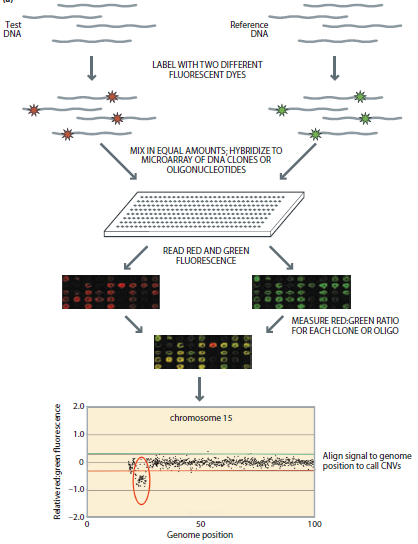 (a)
Test
DNA
Reference
DNA
LABEL WITH TWO DIFFERENT
FLUORESCENT DYES
MIX IN EQUAL AMOUNTS; HYBRIDIZE TO
MICROARRAY OF DNA CLONES OR
OLIGONUCLEOTIDES
READ RED AND GREEN
FLUORESCENCE
MEASURE RED:GREEN RATIO
FOR EACH CLONE OR OLIGO
Relative red:green fluorescence
2.0
1.0
0
–1.0
–2.0
chromosome 15
Align signal to genome
position to call CNVs
0
50
100
Genome position